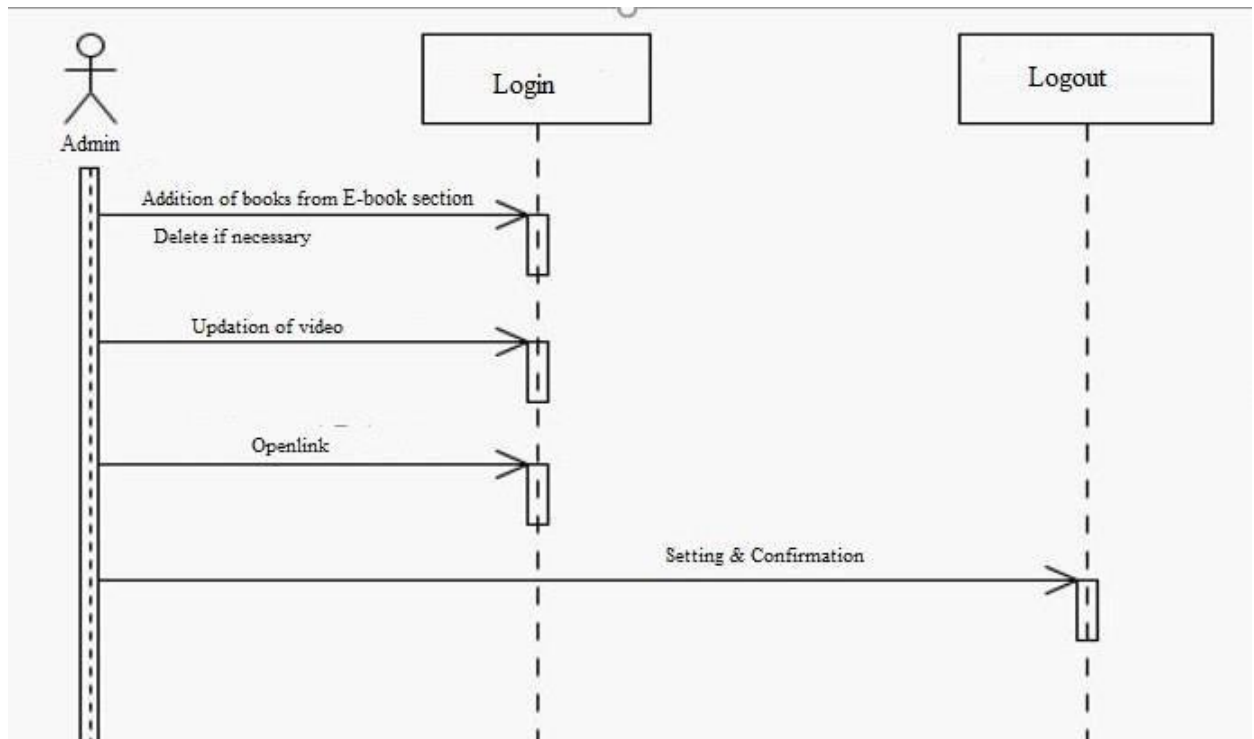 Login
Logout
Admin
Addition of books from E-book section
Delete if necessary
Updation of video
Openlink
Setting & Confirmation